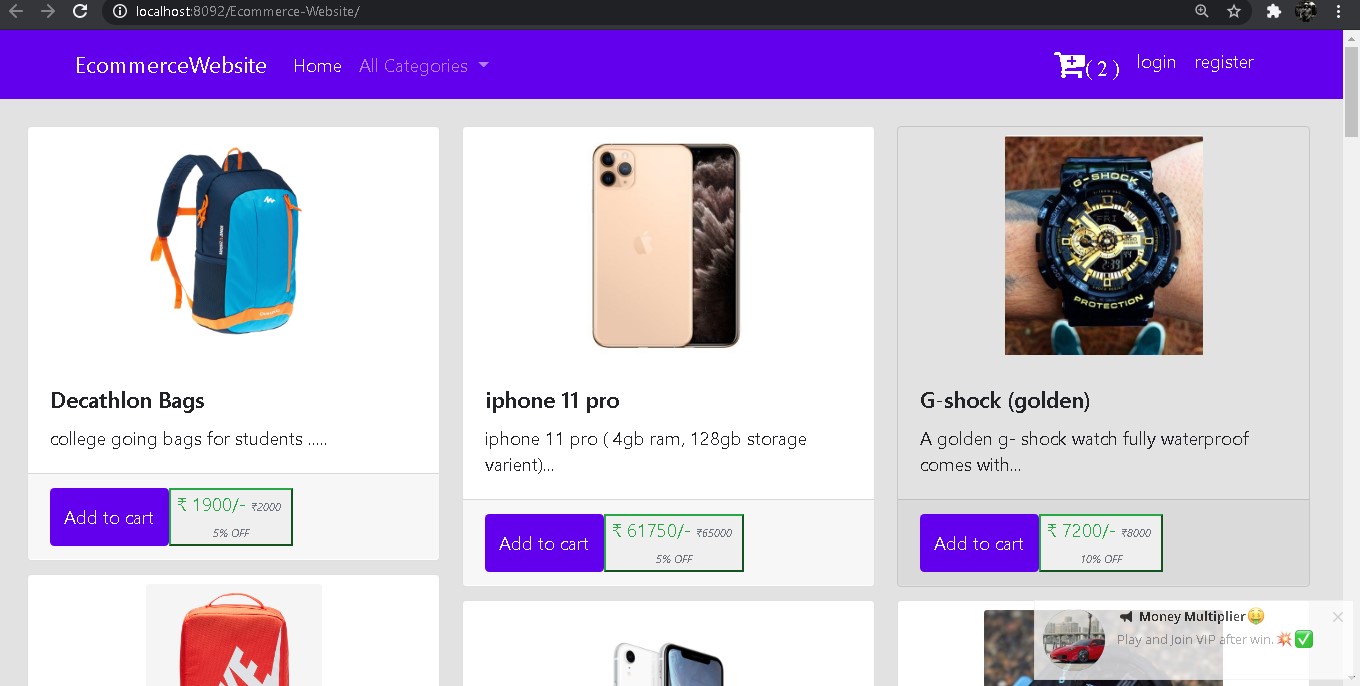 localhost:8092/Ecommerce-Website/
EcommerceWebsite Home All Categories ( 2 ) login register
G-SHOCK
PROTECTION
Decathlon Bags
college going bags for students .....
Add to cart
₹ 1900/- ₹2000
5% OFF
iphone 11 pro
iphone 11 pro ( 4gb ram, 128gb storage
varient)...
Add to cart
₹ 61750/- ₹65000
5% OFF
G-shock (golden)
A golden g- shock watch fully waterproof
comes with...
Add to cart
₹ 7200/- ₹8000
10% OFF
Money Multiplier🤑
Play and Join VIP after win.💥✅